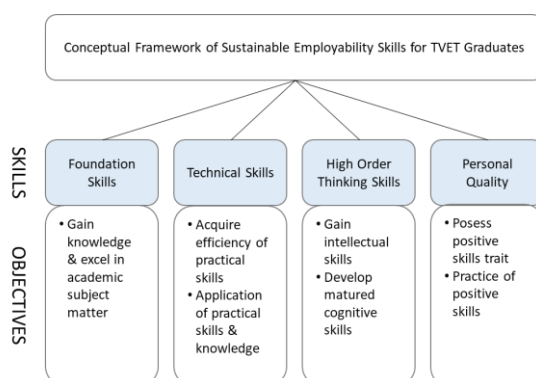 Conceptual Framework of Sustainable Employability Skills for TVET Graduates
SKILLS
Foundation
Skills
Technical Skills
High Order
Thinking Skills
Personal
Quality
OBJECTIVES
• Gain
knowledge
& excel in
academic
subject
matter
• Acquire
efficiency of
practical
skills
• Application
of practical
skills &
knowledge
• Gain
intellectual
skills
• Develop
matured
cognitive
skills
• Posess
positive
skills trait
• Practice of
positive
skills